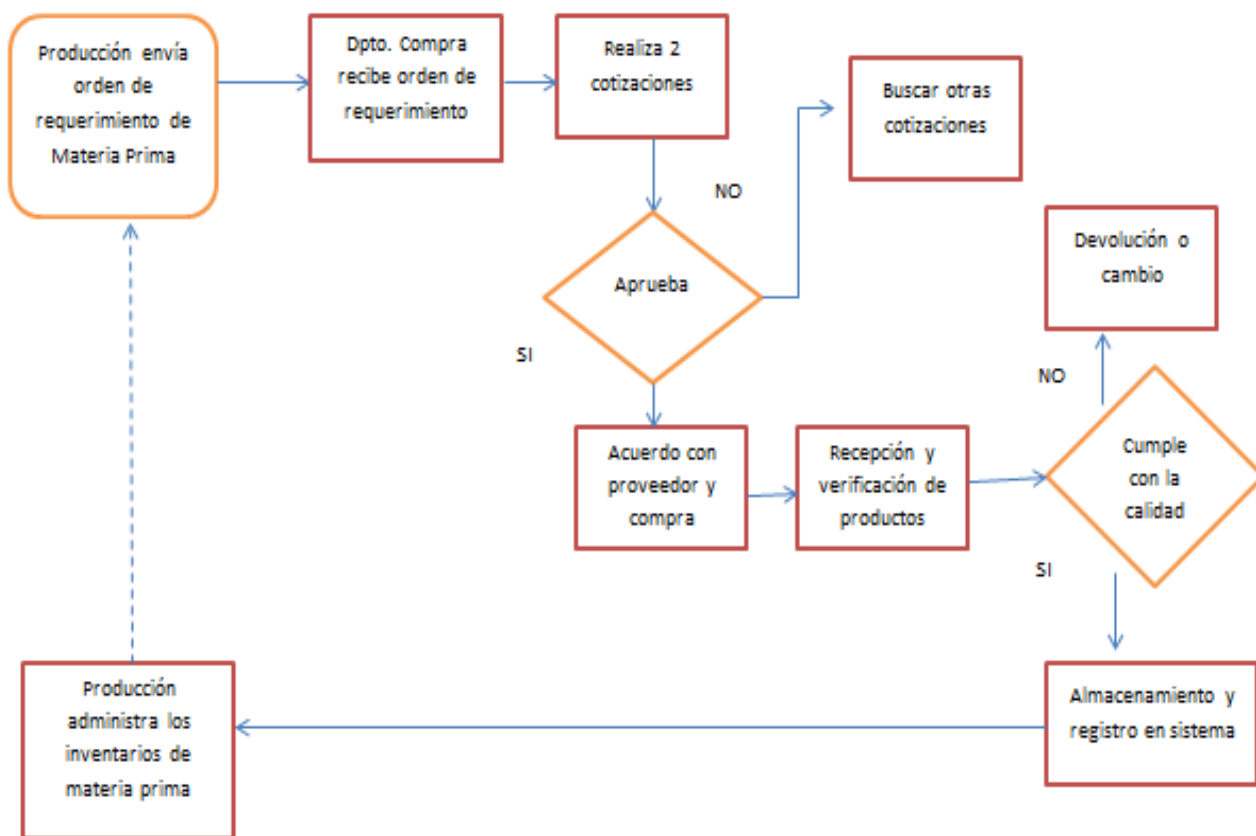 Producción envía
orden de
requerimiento de
Materia Prima
Dpto. Compra
recibe orden de
requerimiento
Realiza 2
cotizaciones
Buscar otras
cotizaciones
NO
Aprueba
SI
Devolución o
cambio
NO
Acuerdo con
proveedor y
compra
Recepción y
verificación de
productos
Cumple
con la
calidad
SI
Almacenamiento y
registro en sistema
Producción
administra los
inventarios de
materia prima